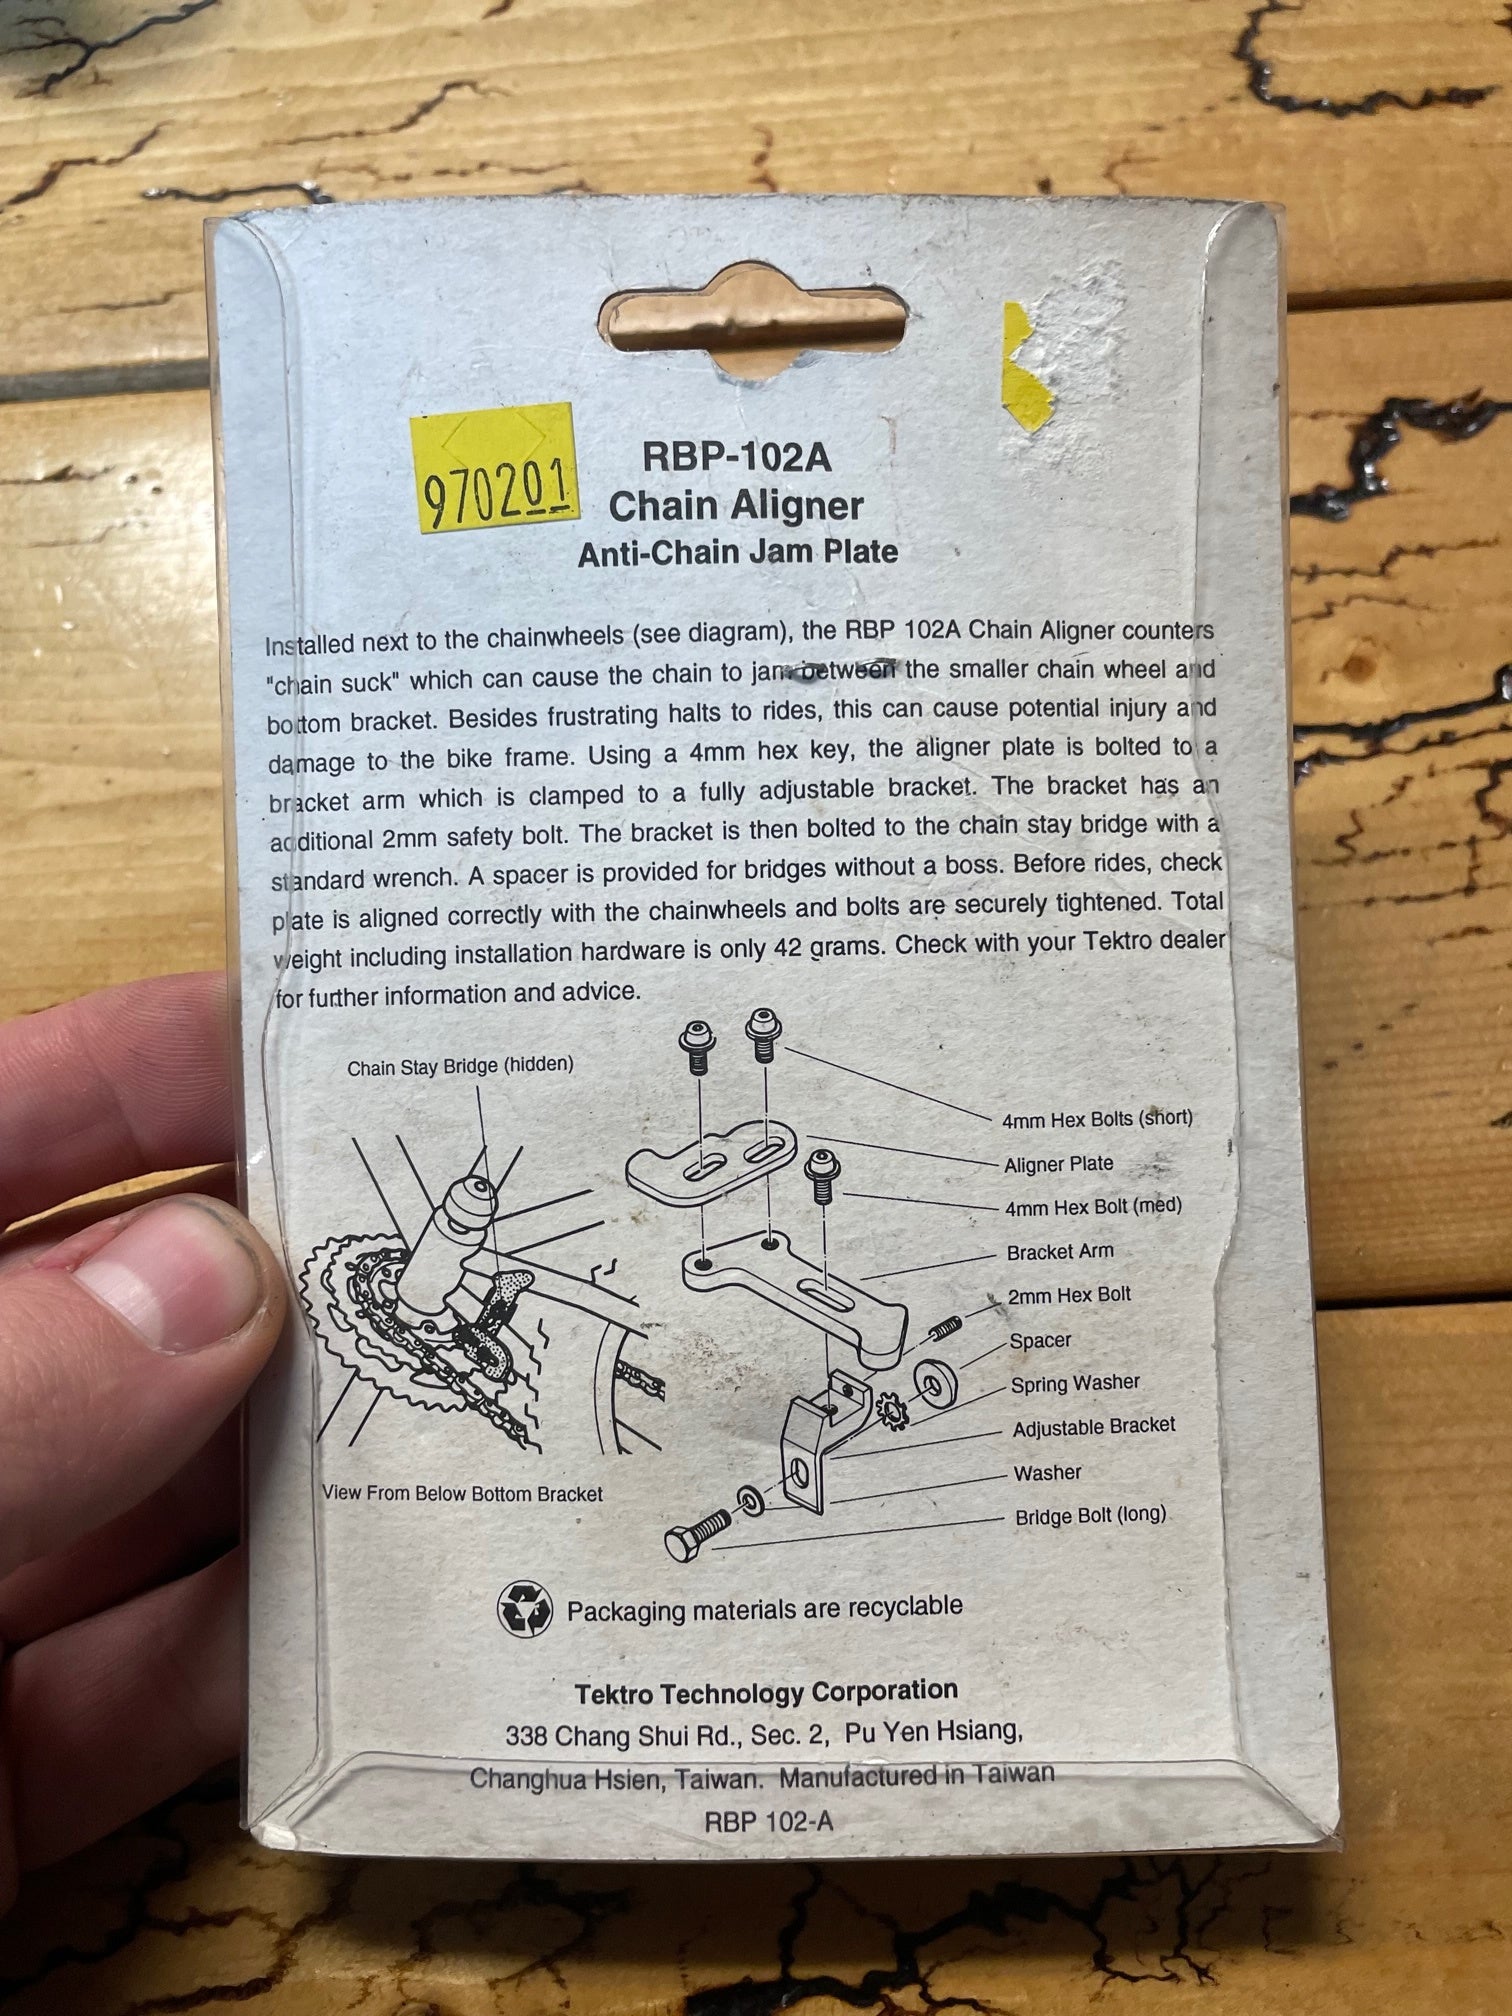 970201
RBP-102A
Chain Aligner
Anti-Chain Jam Plate
Installed next to the chainwheels (see diagram), the RBP 102A Chain Aligner counters
"chain suck" which can cause the chain to jam between the smaller chain wheel and
bottom bracket. Besides frustrating halts to rides, this can cause potential injury and
damage to the bike frame. Using a 4mm hex key, the aligner plate is bolted to a
bracket arm which is clamped to a fully adjustable bracket. The bracket has an
additional 2mm safety bolt. The bracket is then bolted to the chain stay bridge with a
standard wrench. A spacer is provided for bridges without a boss. Before rides, check
plate is aligned correctly with the chainwheels and bolts are securely tightened. Total
weight including installation hardware is only 42 grams. Check with your Tektro dealer
for further information and advice.
Chain Stay Bridge (hidden)
4mm Hex Bolts (short)
Aligner Plate
4mm Hex Bolt (med)
Bracket Arm
2mm Hex Bolt
Spacer
Spring Washer
Adjustable Bracket
Washer
Bridge Bolt (long)
View From Below Bottom Bracket
Packaging materials are recyclable
Tektro Technology Corporation
338 Chang Shui Rd., Sec. 2, Pu Yen Hsiang,
Changhua Hsien, Taiwan. Manufactured in Taiwan
RBP 102-A